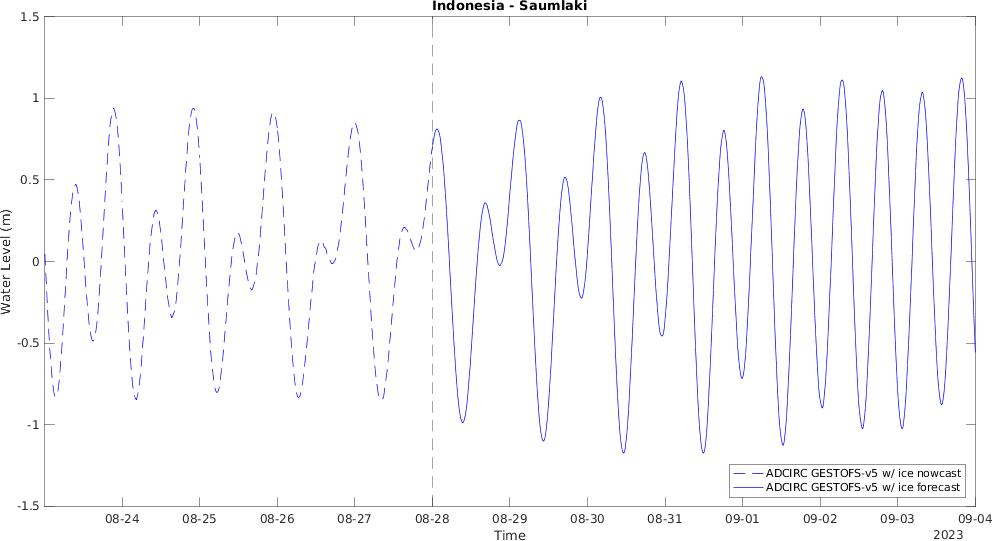 Indonesia - Saumlaki
1.5
1
0.5
0
-0.5
-1
-1.5
Water Level (m)
08-24 08-25 08-26 08-27 08-28 08-29 08-30 08-31 09-01 09-02 09-03 09-04
Time
2023
ADCIRC GESTOFS-v5 w/ ice nowcast
ADCIRC GESTOFS-v5 w/ ice forecast